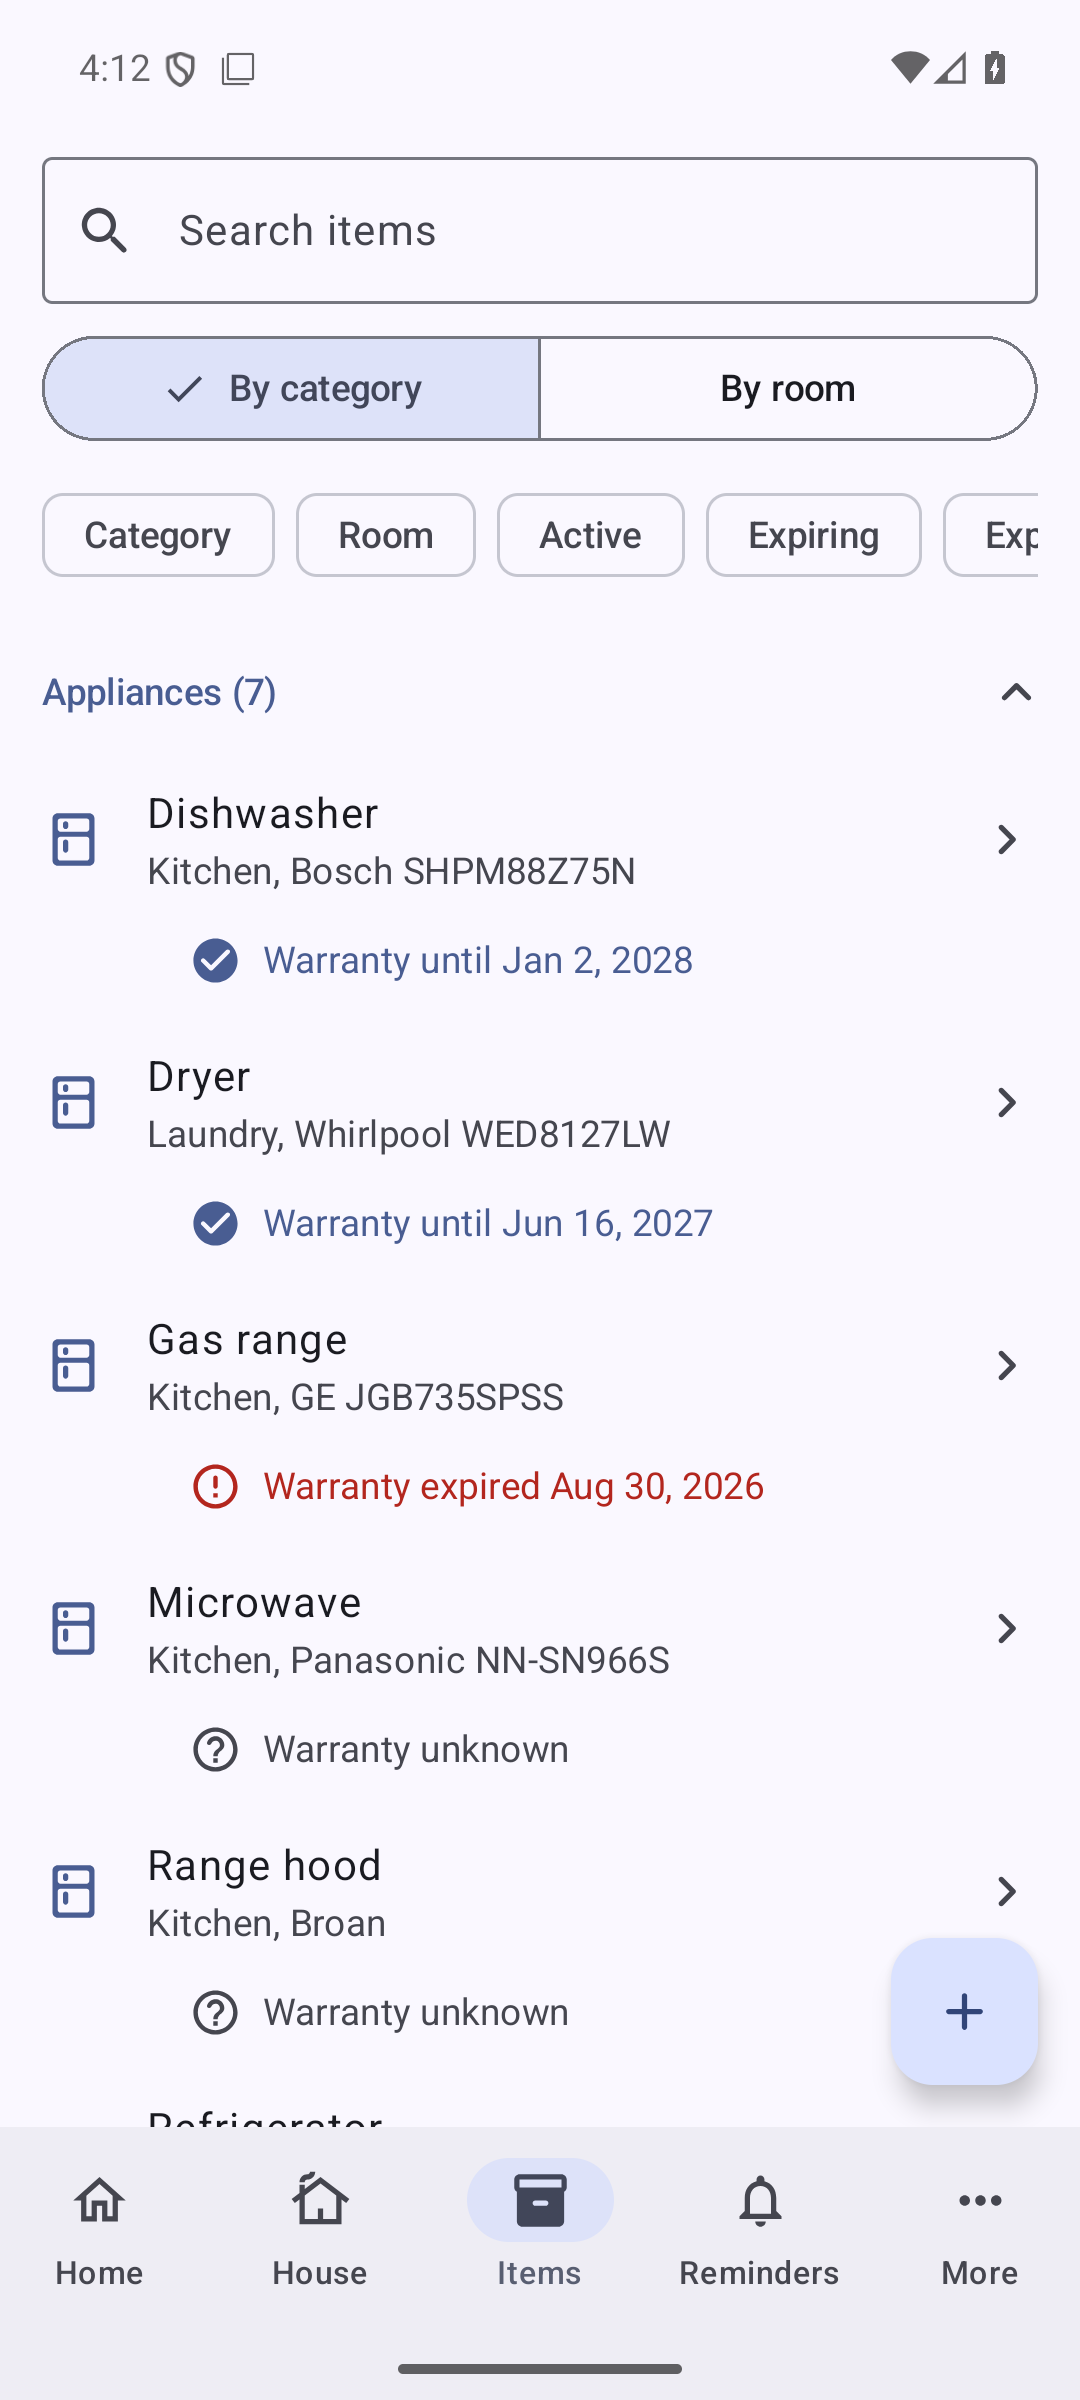 4:12
Search items
By category
By room
Category
Room
Active
Expiring
Exp
Appliances (7)
Dishwasher
Kitchen, Bosch SHPM88Z75N
Warranty until Jan 2, 2028
Dryer
Laundry, Whirlpool WED8127LW
Warranty until Jun 16, 2027
Gas range
Kitchen, GE JGB735SPSS
Warranty expired Aug 30, 2026
Microwave
Kitchen, Panasonic NN-SN966S
Warranty unknown
Range hood
Kitchen, Broan
Warranty unknown
Refrigerator
Home
House
Items
Reminders
More